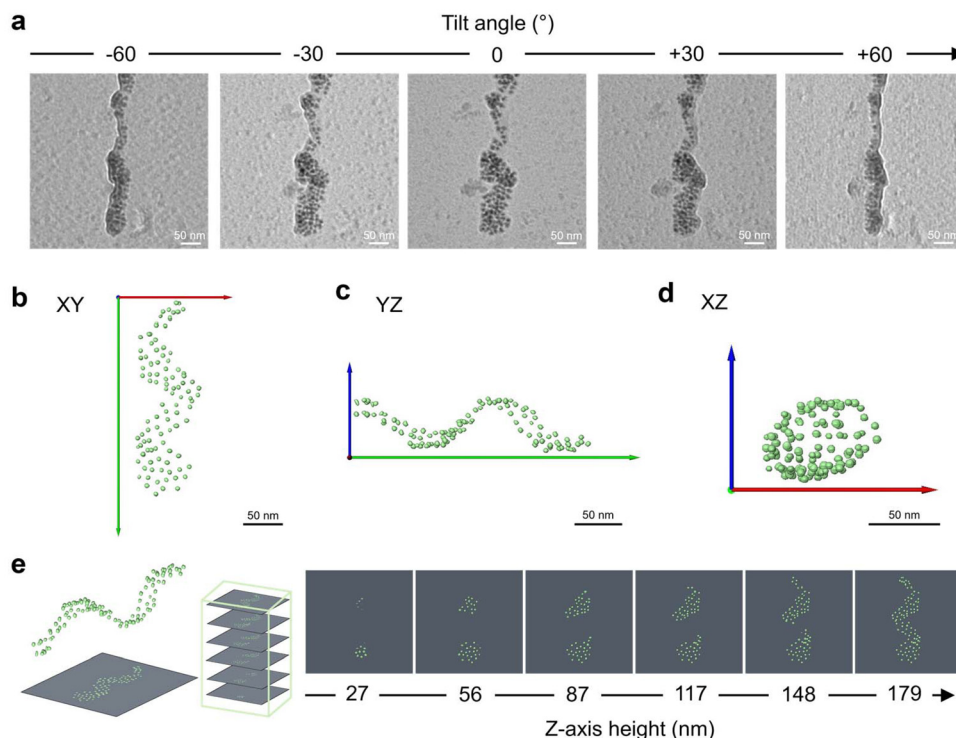 a
Tilt angle (°)
-60 -30 0 +30 +60
50 nm 50 nm 50 nm 50 nm 50 nm
b XY
c YZ
d XZ
50 nm 50 nm 50 nm
e
27 56 87 117 148 179
Z-axis height (nm)